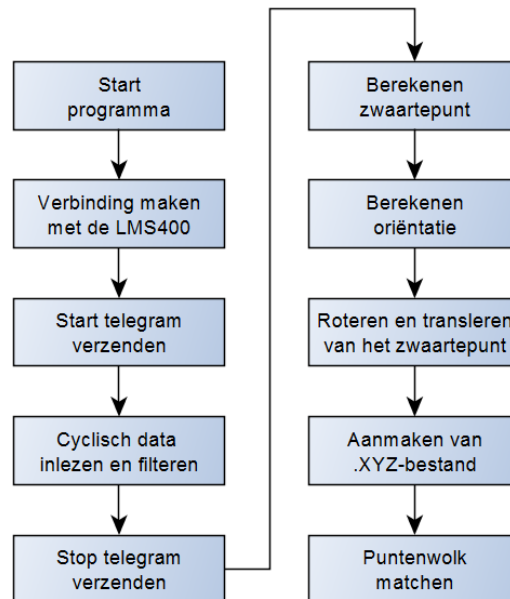 Start
programma
Verbinding maken
met de LMS400
Start telegram
verzenden
Cyclisch data
inlezen en filteren
Stop telegram
verzenden
Berekenen
zwaartepunt
Berekenen
oriëntatie
Roteren en transleren
van het zwaartepunt
Aanmaken van
.XYZ-bestand
Puntenwolk
matchen